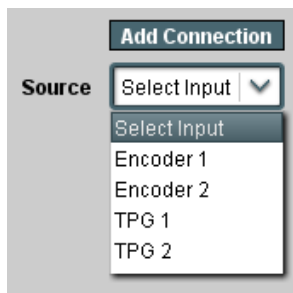 Add Connection
Source Select Input
Select Input
Encoder 1
Encoder 2
TPG 1
TPG 2